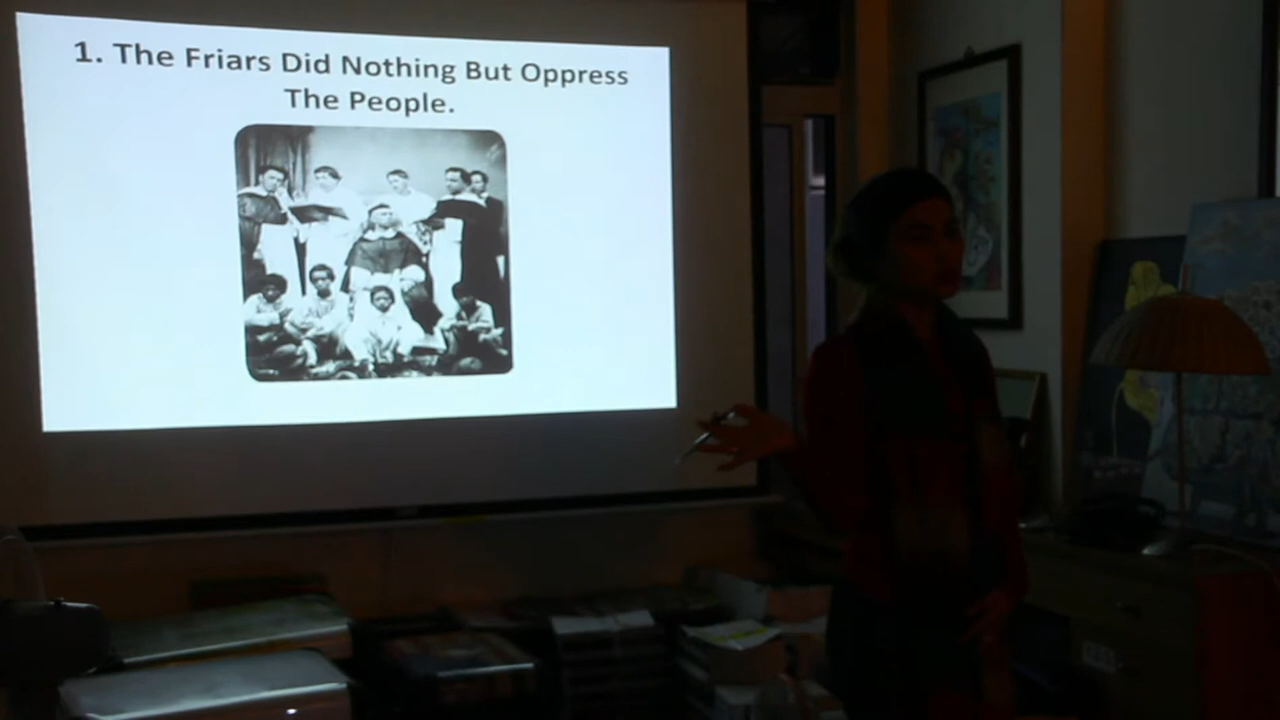 1. The Friars Did Nothing But Oppress
The People.